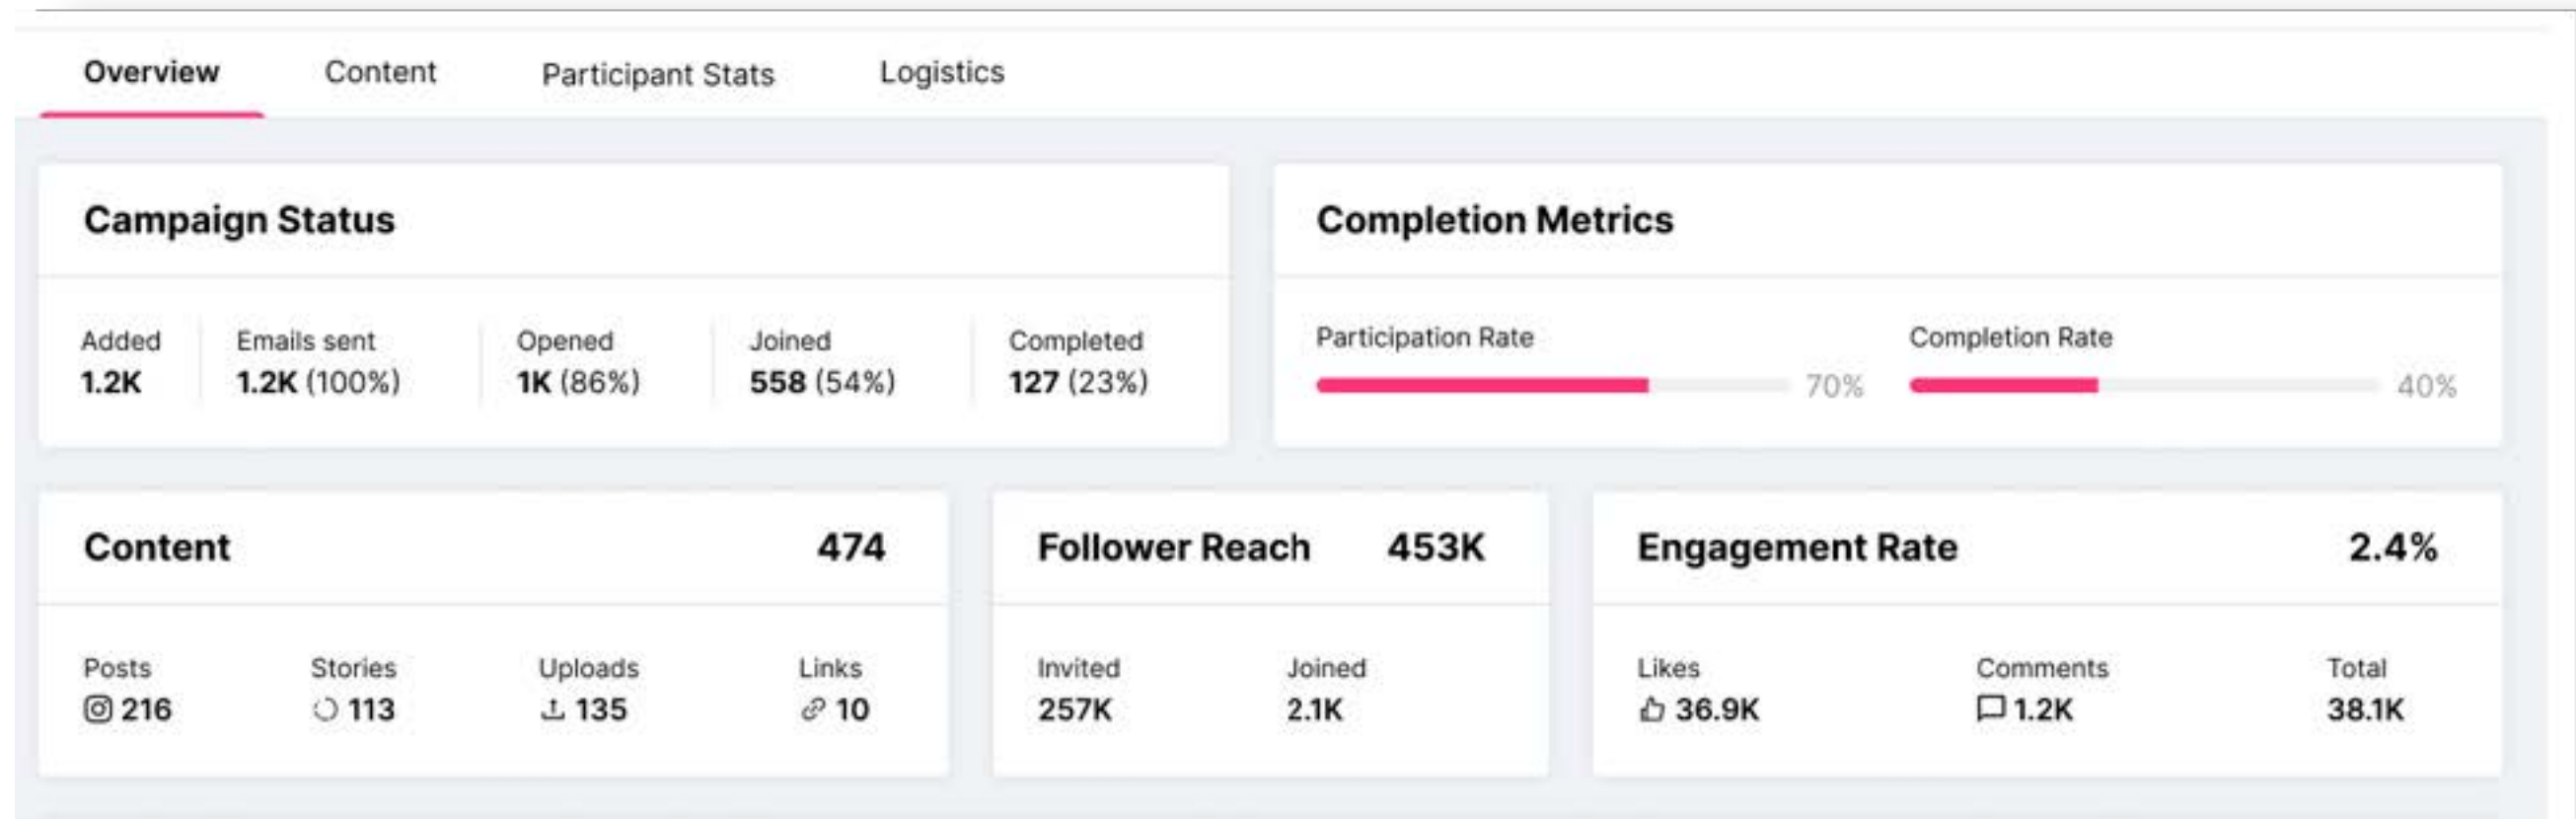 Overview Content Participant Stats Logistics
Campaign Status
Added Emails sent Opened Joined Completed
1.2K 1.2K (100%) 1K (86%) 558 (54%) 127 (23%)
Completion Metrics
Participation Rate Completion Rate
70% 40%
Content 474
Posts Stories Uploads Links
216 113 135 10
Follower Reach 453K
Invited Joined
257K 2.1K
Engagement Rate 2.4%
Likes Comments Total
36.9K 1.2K 38.1K